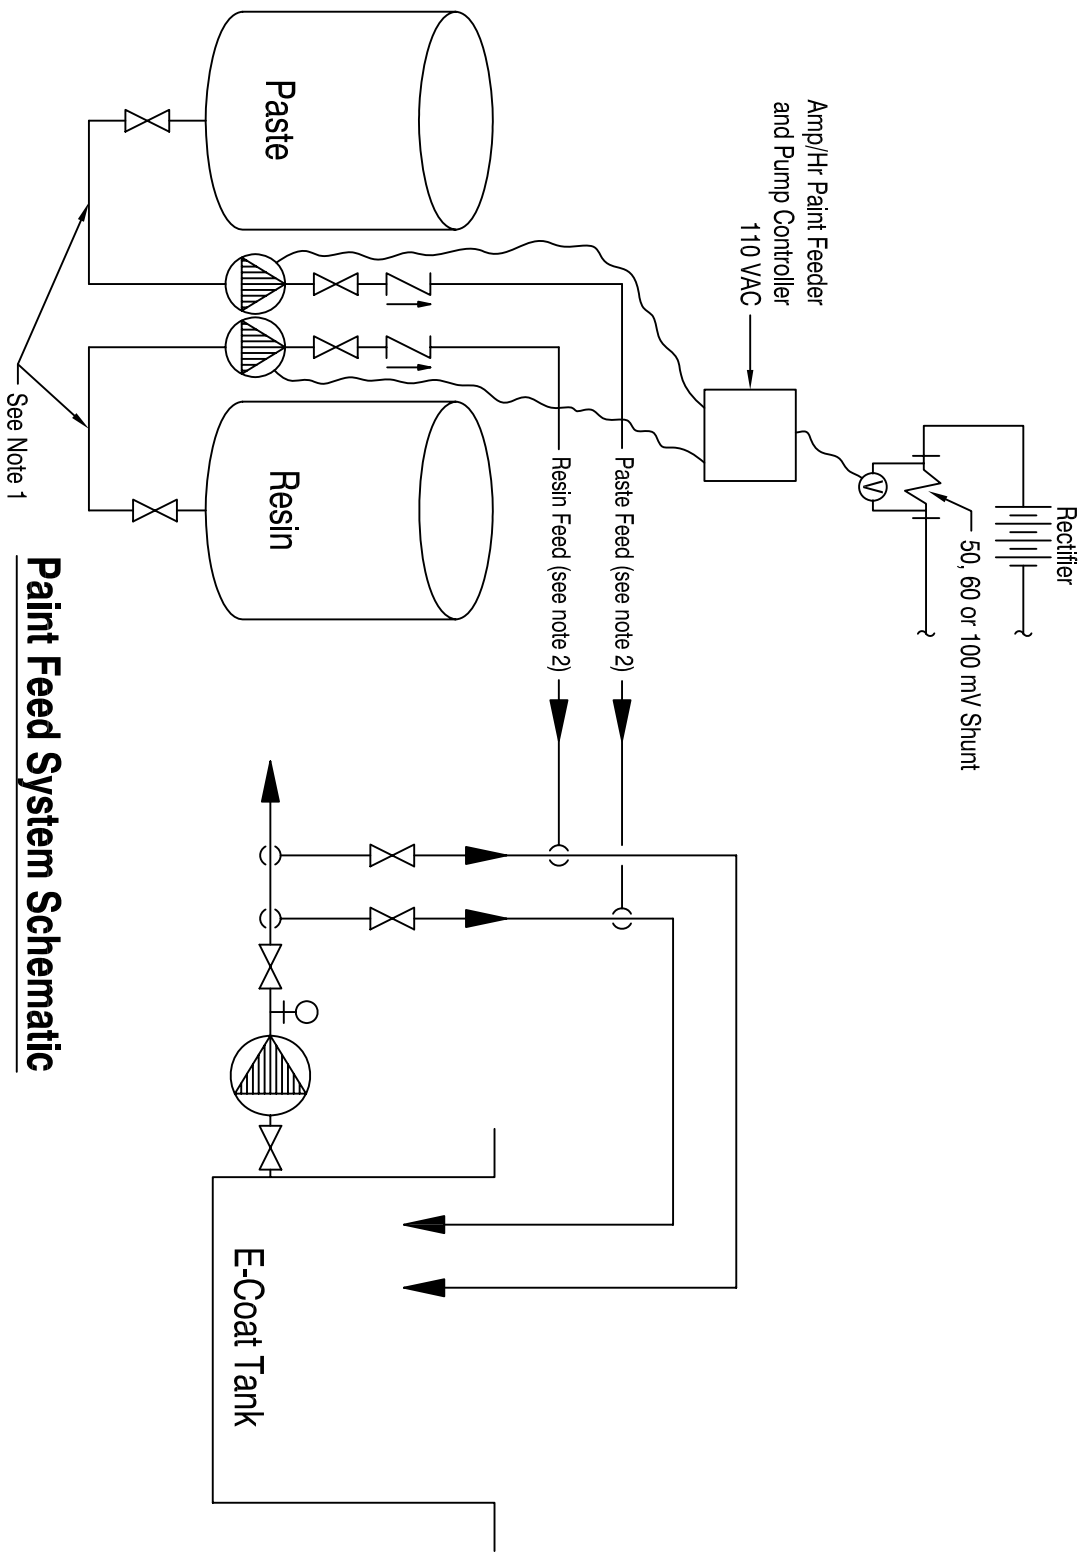 Rectifier
50, 60 or 100 mV Shunt
V
Amp/Hr Paint Feeder
and Pump Controller
110 VAC
Paste Feed (see note 2)
Resin Feed (see note 2)
Paste
Resin
E-Coat Tank
See Note 1
Paint Feed System Schematic